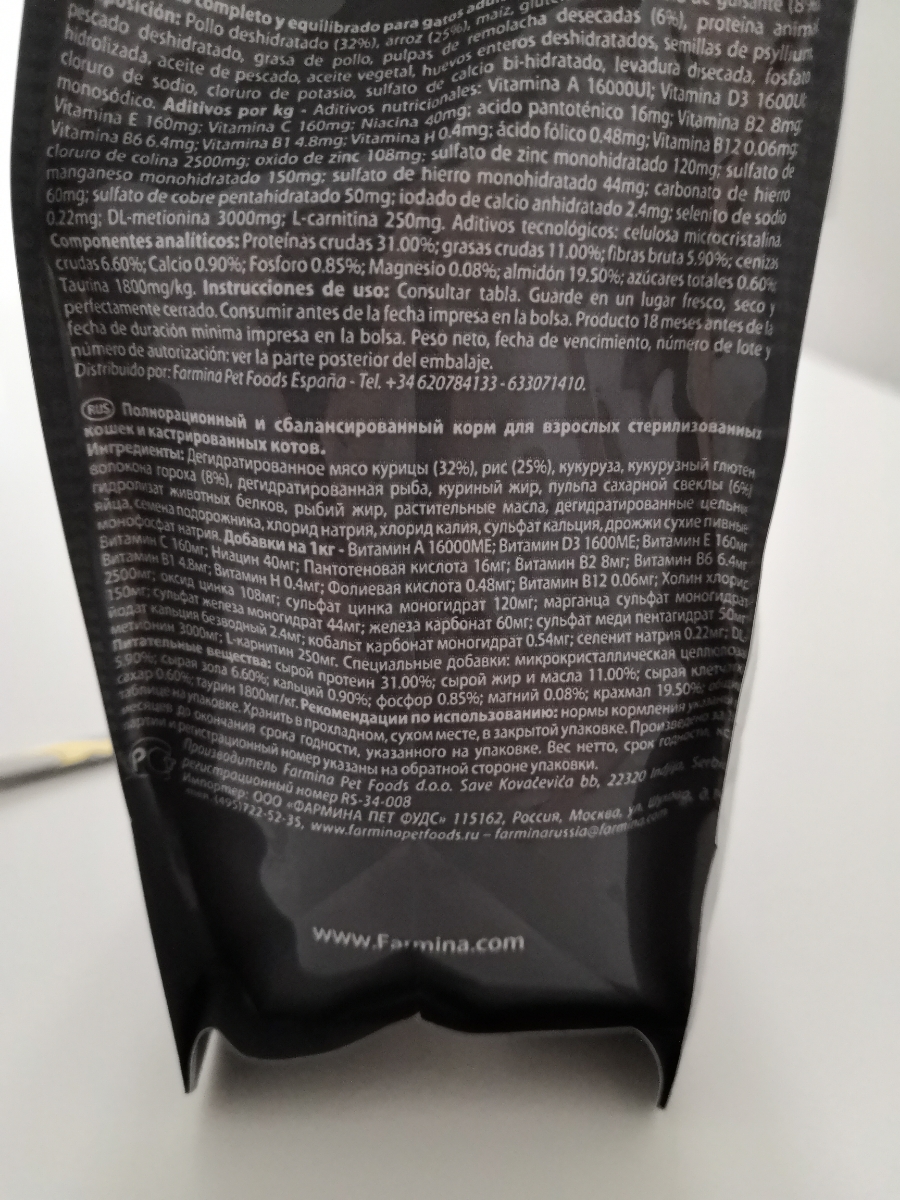 completo y equilibrado para gatos
Pollo deshidratado (32%), arroz (25%), maiz,
pescado deshidratado, grasa de pollo, pulpas de remolacha desecadas (6%), proteina
hidrolizada, aceite de pescado, aceite vegetal, huevos enteros deshidratados, semillas de psyllium,
cloruro de sodio, cloruro de potasio, sulfato de calcio bi-hidratado, levadura disecada, fosfato
monosódico. Aditivos por kg - Aditivos nutricionales: Vitamina A 16000UI; Vitamina D3 1600UI;
Vitamina E 160mg; Vitamina C 160mg; Niacina 40mg; acido pantoténico 16mg; Vitamina B2 8mg;
Vitamina B6 6.4mg; Vitamina B1 4.8mg; Vitamina H 0.4mg; ácido fólico 0.48mg; Vitamina B12 0.06mg;
cloruro de colina 2500mg; oxido de zinc 108mg; sulfato de zinc monohidratado 120mg; sulfato de
manganeso monohidratado 150mg; sulfato de hierro monohidratado 44mg; carbonato de hierro
60mg; sulfato de cobre pentahidratado 50mg; iodado de calcio anhidratado 2.4mg; selenito de sodio
0.22mg; DL-metionina 3000mg; L-carnitina 250mg. Aditivos tecnológicos: celulosa microcristalina.
Componentes analíticos: Proteínas crudas 31.00%; grasas crudas 11.00%; fibras bruta 5.90%; cenizas
crudas 6.60%; Calcio 0.90%; Fosforo 0.85%; Magnesio 0.08%; almidón 19.50%; azúcares totales 0.60%
Taurina 1800mg/kg. Instrucciones de uso: Consultar tabla. Guarde en un lugar fresco, seco y
perfectamente cerrado. Consumir antes de la fecha impresa en la bolsa. Producto 18 meses antes de la
fecha de duración minima impresa en la bolsa. Peso neto, fecha de vencimiento, número de lote y
número de autorización: ver la parte posterior del embalaje.
Distribuido por: Farmina Pet Foods España - Tel. +34 620784133 - 633071410.
RUS Полнорационный и сбалансированный корм для взрослых стерилизованных
кошек и кастрированных котов.
Ингредиенты: Дегидратированное мясо курицы (32%), рис (25%), кукуруза, кукурузный глютен
волокона гороха (8%), дегидратированная рыба, куриный жир, пульпа сахарной свеклы (6%)
гидролизат животных белков, рыбий жир, растительные масла, дегидратированные цельные
яйца, семена подорожника, хлорид натрия, хлорид калия, сульфат кальция, дрожжи сухие пивные
монофосфат натрия. Добавки на 1кг - Витамин А 16000МЕ; Витамин D3 1600МЕ; Витамин Е 160мг
Витамин С 160мг; Ниацин 40мг; Пантотеновая кислота 16мг; Витамин В2 8мг; Витамин В6 6.4мг
Витамин В1 4.8мг; Витамин Н 0.4мг; Фолиевая кислота 0.48мг; Витамин В12 0.06мг; Холин хлорид
2500мг; оксид цинка 108мг; сульфат цинка моногидрат 120мг; марганца сульфат моногидрат
150мг; сульфат железа моногидрат 44мг; железа карбонат 60мг; сульфат меди пентагидрат 50мг
йодат кальция безводный 2.4мг; кобальт карбонат моногидрат 0.54мг; селенит натрия 0.22мг; DL
метионин 3000мг; L-карнитин 250мг. Специальные добавки: микрокристаллическая целлюлоза
Питательные вещества: сырой протеин 31.00%; сырой жир и масла 11.00%; сырая клетчатка
5.90%; сырая зола 6.60%; кальций 0.90%; фосфор 0.85%; магний 0.08%; крахмал 19.50%;
сахар 0.60%; таурин 1800мг/кг. Рекомендации по использованию: нормы кормления указаны
таблице на упаковке. Хранить в прохладном, сухом месте, в закрытой упаковке. Произведено за
месяцев до окончания срока годности, указанного на упаковке. Вес нетто, срок годности,
партии и регистрационный номер указаны на обратной стороне упаковки.
Производитель Farmina Pet Foods d.o.o. Save Kovačevića bb, 22320 Indjija,
регистрационный номер RS-34-008
Импортер: ООО «ФАРМИНА ПЕТ ФУДС» 115162, Россия, Москва, ул.
(495)722-52-35, www.farminapetfoods.ru – farminarussia@farmina.com
www.Farmina.com